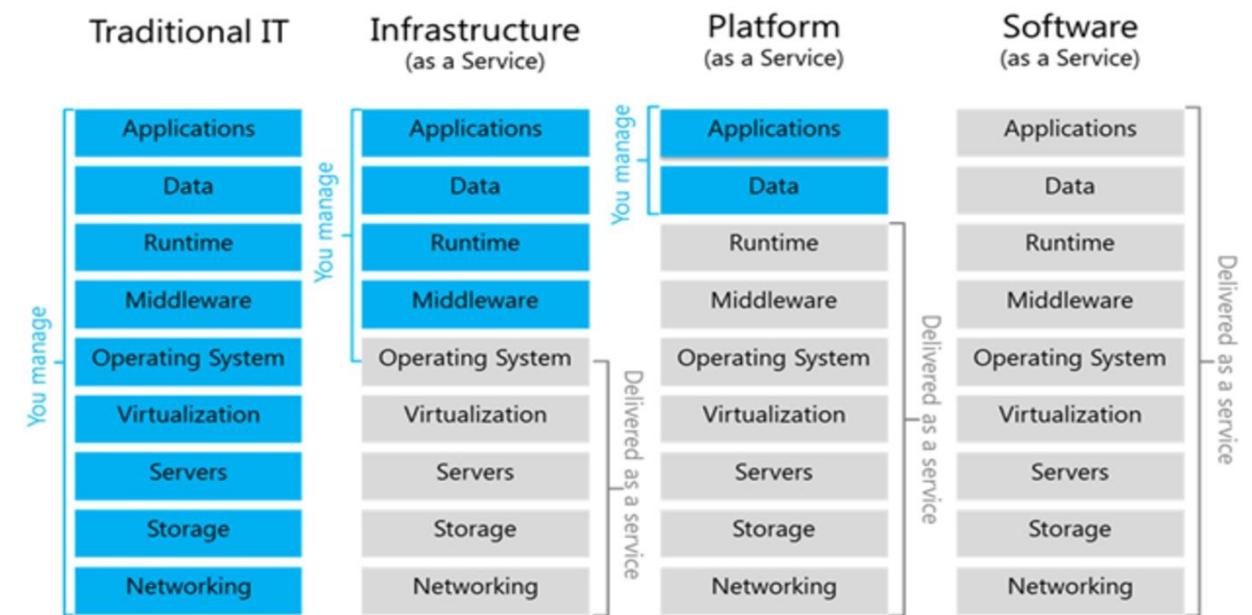 Traditional IT
Infrastructure
(as a Service)
Platform
(as a Service)
Software
(as a Service)
You manage
Applications
Data
Runtime
Middleware
Operating System
Virtualization
Servers
Storage
Networking
You manage
Applications
Data
Runtime
Middleware
Operating System
Virtualization
Servers
Storage
Networking
Delivered as a service
You manage
Applications
Data
Runtime
Middleware
Operating System
Virtualization
Servers
Storage
Networking
Delivered as a service
Applications
Data
Runtime
Middleware
Operating System
Virtualization
Servers
Storage
Networking
Delivered as a service